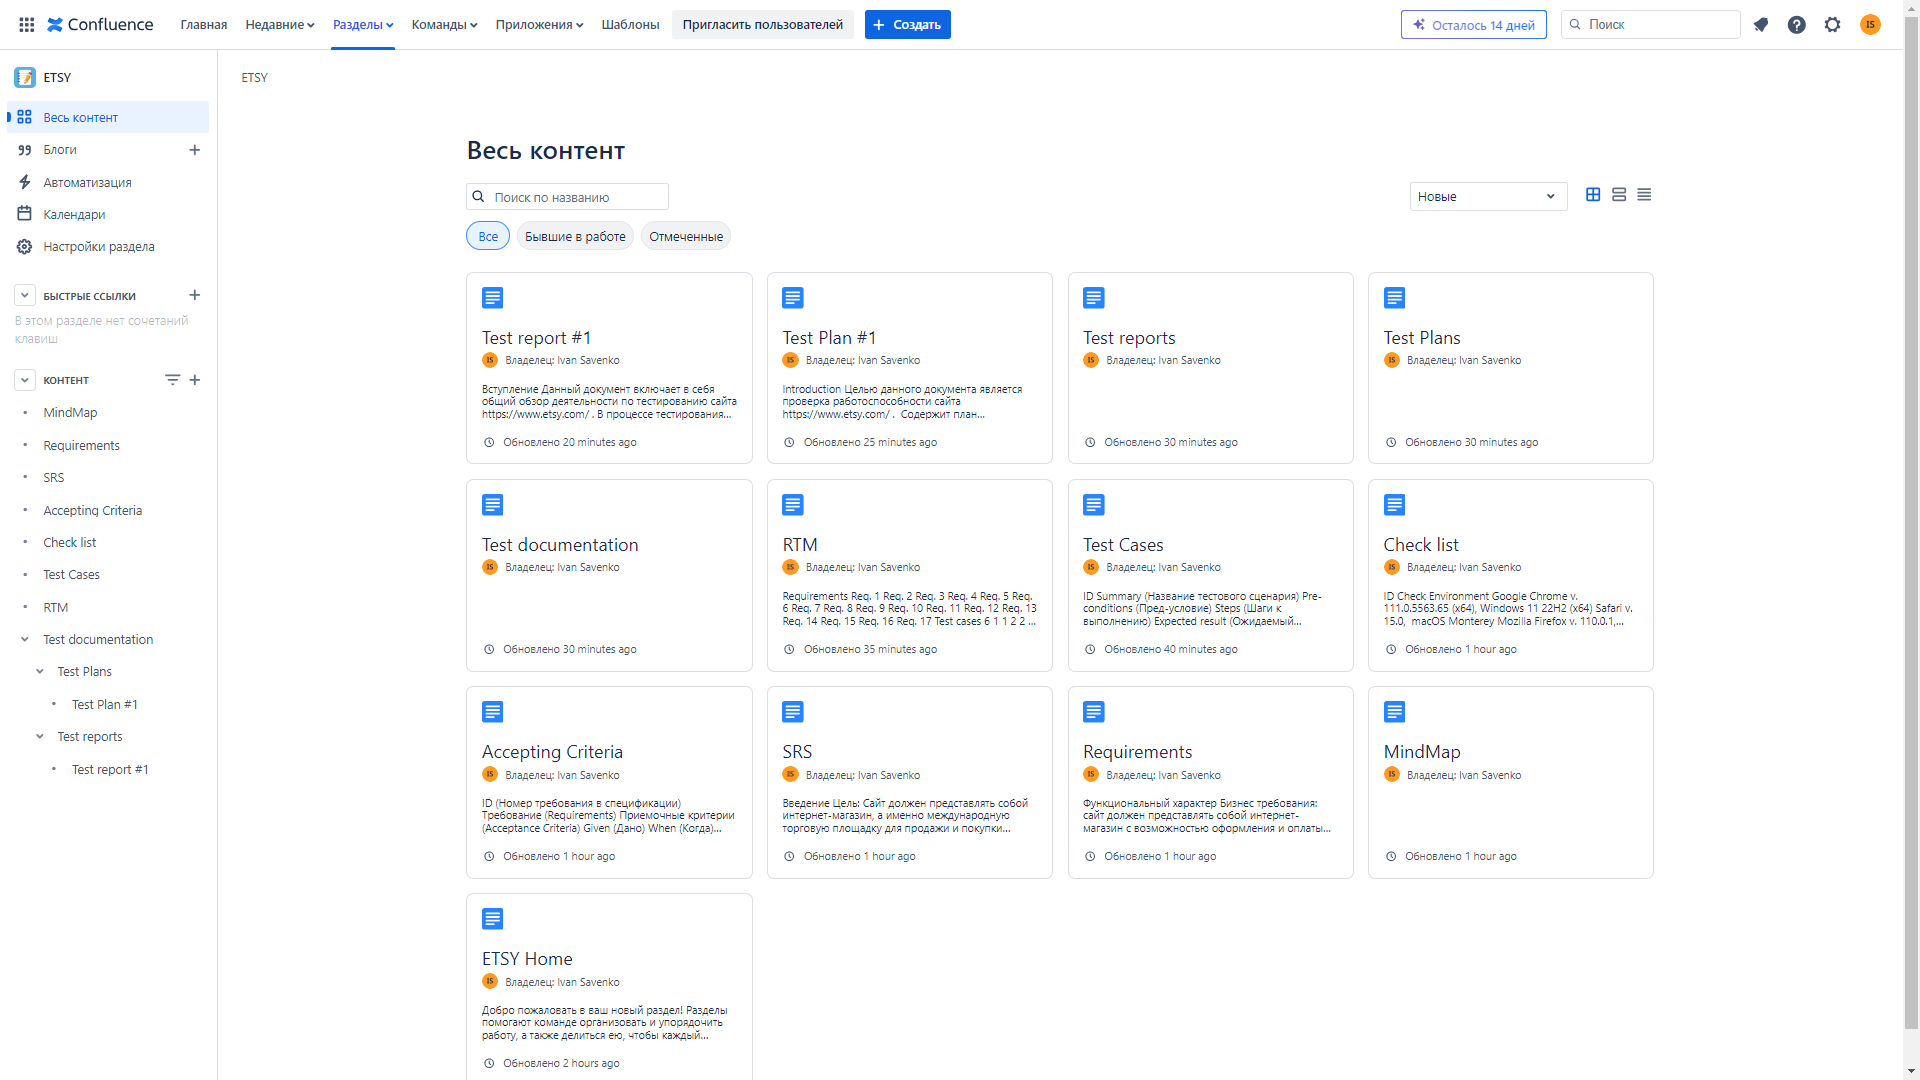 Confluence
Главная
Недавние
Разделы
Команды
Приложения
Шаблоны
Пригласить пользователей
Создать
Осталось 14 дней
Поиск
IS
ETSY
Весь контент
Блоги
Автоматизация
Календари
Настройки раздела
БЫСТРЫЕ ССЫЛКИ
В этом разделе нет сочетаний
клавиш
КОНТЕНТ
MindMap
Requirements
SRS
Accepting Criteria
Check list
Test Cases
RTM
Test documentation
Test Plans
Test Plan #1
Test reports
Test report #1
ETSY
Весь контент
Поиск по названию
Новые
Все
Бывшие в работе
Отмеченные
Test report #1
IS Владелец: Ivan Savenko
Вступление Данный документ включает в себя
общий обзор деятельности по тестированию сайта
https://www.etsy.com/ . В процессе тестирования...
Обновлено 20 minutes ago
Test Plan #1
IS Владелец: Ivan Savenko
Introduction Целью данного документа является
проверка работоспособности сайта
https://www.etsy.com/ .  Содержит план...
Обновлено 25 minutes ago
Test reports
IS Владелец: Ivan Savenko
Обновлено 30 minutes ago
Test Plans
IS Владелец: Ivan Savenko
Обновлено 30 minutes ago
Test documentation
IS Владелец: Ivan Savenko
Обновлено 30 minutes ago
RTM
IS Владелец: Ivan Savenko
Requirements Req. 1 Req. 2 Req. 3 Req. 4 Req. 5 Req.
6 Req. 7 Req. 8 Req. 9 Req. 10 Req. 11 Req. 12 Req. 13
Req. 14 Req. 15 Req. 16 Req. 17 Test cases 6 1 1 2 2 ...
Обновлено 35 minutes ago
Test Cases
IS Владелец: Ivan Savenko
ID Summary (Название тестового сценария) Pre-
conditions (Пред-условие) Steps (Шаги к
выполнению) Expected result (Ожидаемый...
Обновлено 40 minutes ago
Check list
IS Владелец: Ivan Savenko
ID Check Environment Google Chrome v.
111.0.5563.65 (x64), Windows 11 22H2 (x64) Safari v.
15.0,  macOS Monterey Mozilla Firefox v. 110.0.1,...
Обновлено 1 hour ago
Accepting Criteria
IS Владелец: Ivan Savenko
ID (Номер требования в спецификации)
Требование (Requirements) Приемочные критерии
(Acceptance Criteria) Given (Дано) When (Когда)...
Обновлено 1 hour ago
SRS
IS Владелец: Ivan Savenko
Введение Цель: Сайт должен представлять собой
интернет-магазин, а именно международную
торговую площадку для продажи и покупки...
Обновлено 1 hour ago
Requirements
IS Владелец: Ivan Savenko
Функциональный характер Бизнес требования:
сайт должен представлять собой интернет-
магазин с возможностью оформления и оплаты...
Обновлено 1 hour ago
MindMap
IS Владелец: Ivan Savenko
Обновлено 1 hour ago
ETSY Home
IS Владелец: Ivan Savenko
Добро пожаловать в ваш новый раздел! Разделы
помогают команде организовать и упорядочить
работу, а также делиться ею, чтобы каждый...
Обновлено 2 hours ago